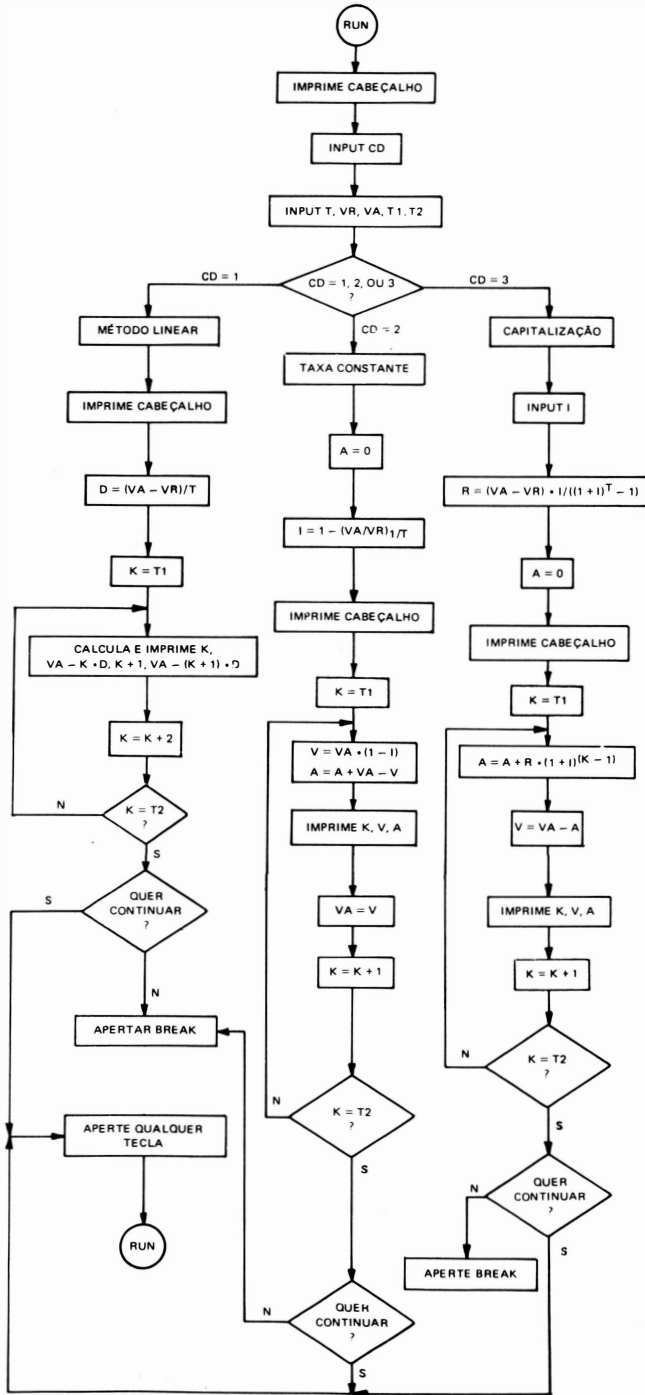 RUN
IMPRIME CABEÇALHO
INPUT CD
INPUT T, VR, VA, T1, T2
CD = 1, 2, OU 3
?
CD = 1
CD = 2
CD = 3
MÉTODO LINEAR
IMPRIME CABEÇALHO
D = (VA – VR)/T
K = T1
CALCULA E IMPRIME K,
VA – K • D, K + 1, VA – (K + 1) • D
K = K + 2
K = T2
?
N
S
QUER
CONTINUAR
?
S
N
APERTAR BREAK
APERTE QUALQUER
TECLA
RUN
TAXA CONSTANTE
A = 0
I = 1 – (VA/VR)1/T
IMPRIME CABEÇALHO
K = T1
V = VA • (1 – I)
A = A + VA – V
IMPRIME K, V, A
VA = V
K = K + 1
K = T2
?
N
S
QUER
CONTINUAR
?
N
S
CAPITALIZAÇÃO
INPUT I
R = (VA – VR) • I/((1 + I)T – 1)
A = 0
IMPRIME CABEÇALHO
K = T1
A = A + R • (1 + I)(K – 1)
V = VA – A
IMPRIME K, V, A
K = K + 1
K = T2
?
N
S
QUER
CONTINUAR
?
N
S
APERTE BREAK